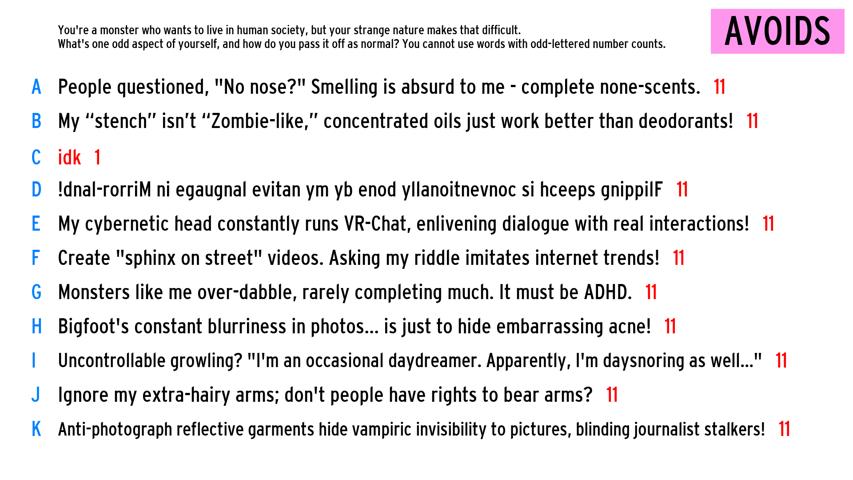 You're a monster who wants to live in human society, but your strange nature makes that difficult.
What's one odd aspect of yourself, and how do you pass it off as normal? You cannot use words with odd-lettered number counts.
AVOIDS
A People questioned, "No nose?" Smelling is absurd to me - complete none-scents. 11
B My “stench” isn’t “Zombie-like,” concentrated oils just work better than deodorants! 11
C idk 1
D !dnal-rorriM ni egaugnal evitan ym yb enod yllanoitnevnoc si hceeps gnippilF 11
E My cybernetic head constantly runs VR-Chat, enlivening dialogue with real interactions! 11
F Create "sphinx on street" videos. Asking my riddle imitates internet trends! 11
G Monsters like me over-dabble, rarely completing much. It must be ADHD. 11
H Bigfoot's constant blurriness in photos... is just to hide embarrassing acne! 11
I Uncontrollable growling? "I'm an occasional daydreamer. Apparently, I'm daysnoring as well..." 11
J Ignore my extra-hairy arms; don't people have rights to bear arms? 11
K Anti-photograph reflective garments hide vampiric invisibility to pictures, blinding journalist stalkers! 11